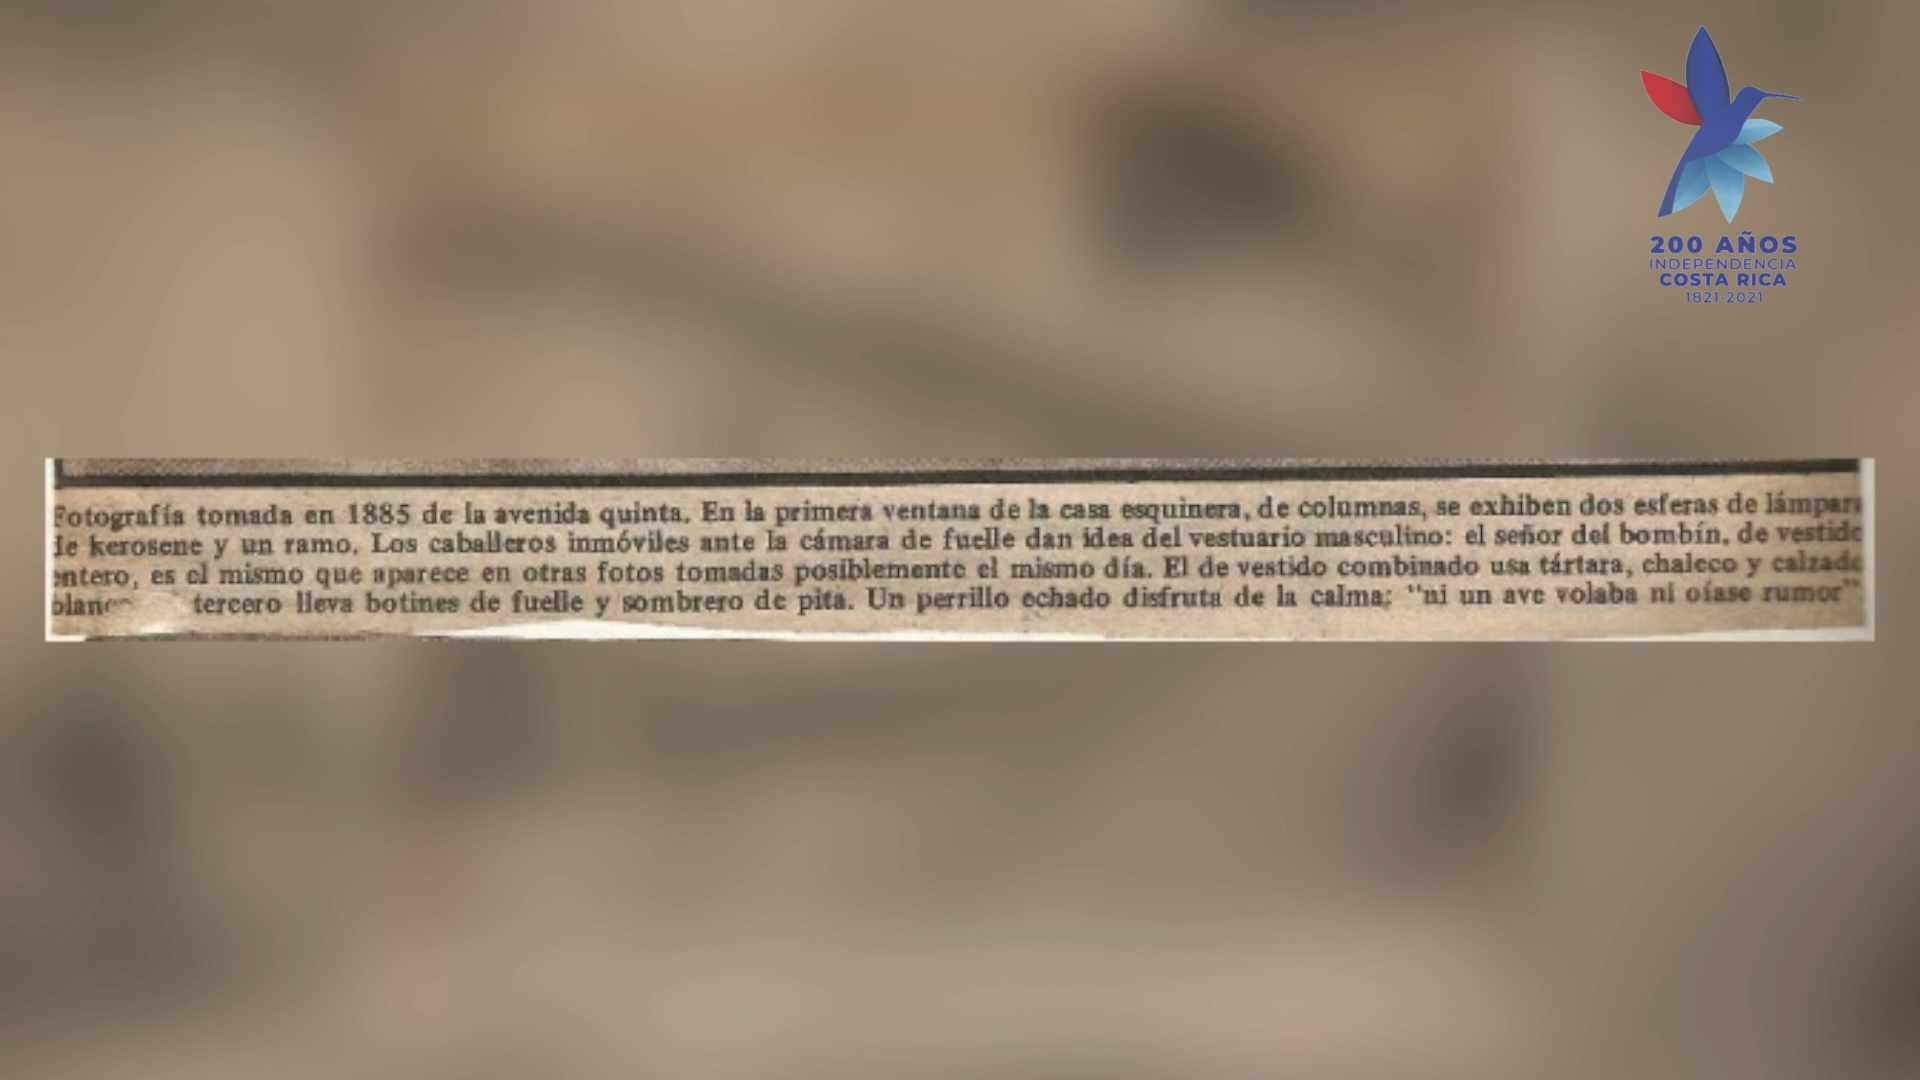 200 AÑOS
INDEPENDENCIA
COSTA RICA
1821-2021
Fotografía tomada en 1885 de la avenida quinta. En la primera ventana de la casa esquinera, de columnas, se exhiben dos esferas de lámpara
de kerosene y un ramo. Los caballeros inmóviles ante la cámara de fuelle dan idea del vestuario masculino: el señor del bombín, de vestido
entero, es el mismo que aparece en otras fotos tomadas posiblemente el mismo día. El de vestido combinado usa tártara, chaleco y calzado
tercero lleva botines de fuelle y sombrero de pita. Un perrillo echado disfruta de la calma: "ni un ave volaba ni oíase rumor".